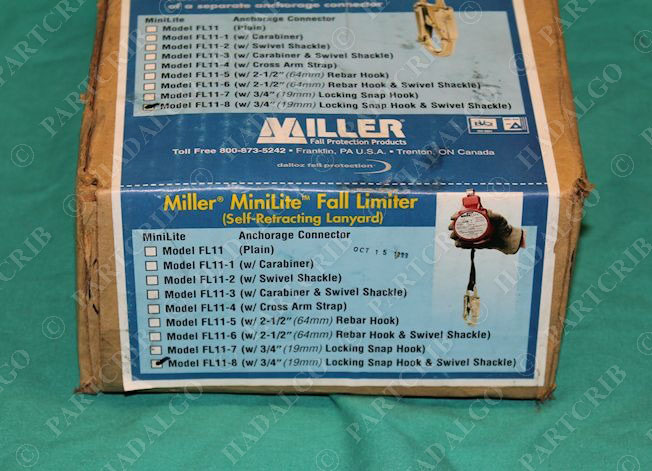 of a separate anchorage connector
MiniLite Anchorage Connector
Model FL11 (Plain)
Model FL11-1 (w/ Carabiner)
Model FL11-2 (w/ Swivel Shackle)
Model FL11-3 (w/ Carabiner & Swivel Shackle)
Model FL11-4 (w/ Cross Arm Strap)
Model FL11-5 (w/ 2-1/2" (64mm) Rebar Hook)
Model FL11-6 (w/ 2-1/2" (64mm) Rebar Hook & Swivel Shackle)
Model FL11-7 (w/ 3/4" (19mm) Locking Snap Hook)
Model FL11-8 (w/ 3/4" (19mm) Locking Snap Hook & Swivel Shackle)
MILLER®
Fall Protection Products
Toll Free 800-873-5242 • Franklin, PA U.S.A. • Trenton, ON Canada
dalloz fall protection
Miller® MiniLite™ Fall Limiter
(Self-Retracting Lanyard)
MiniLite Anchorage Connector
Model FL11 (Plain)
OCT 15 1999
Model FL11-1 (w/ Carabiner)
Model FL11-2 (w/ Swivel Shackle)
Model FL11-3 (w/ Carabiner & Swivel Shackle)
Model FL11-4 (w/ Cross Arm Strap)
Model FL11-5 (w/ 2-1/2" (64mm) Rebar Hook)
Model FL11-6 (w/ 2-1/2" (64mm) Rebar Hook & Swivel Shackle)
Model FL11-7 (w/ 3/4" (19mm) Locking Snap Hook)
Model FL11-8 (w/ 3/4" (19mm) Locking Snap Hook & Swivel Shackle)
© PARTCRIB
© HADALGO